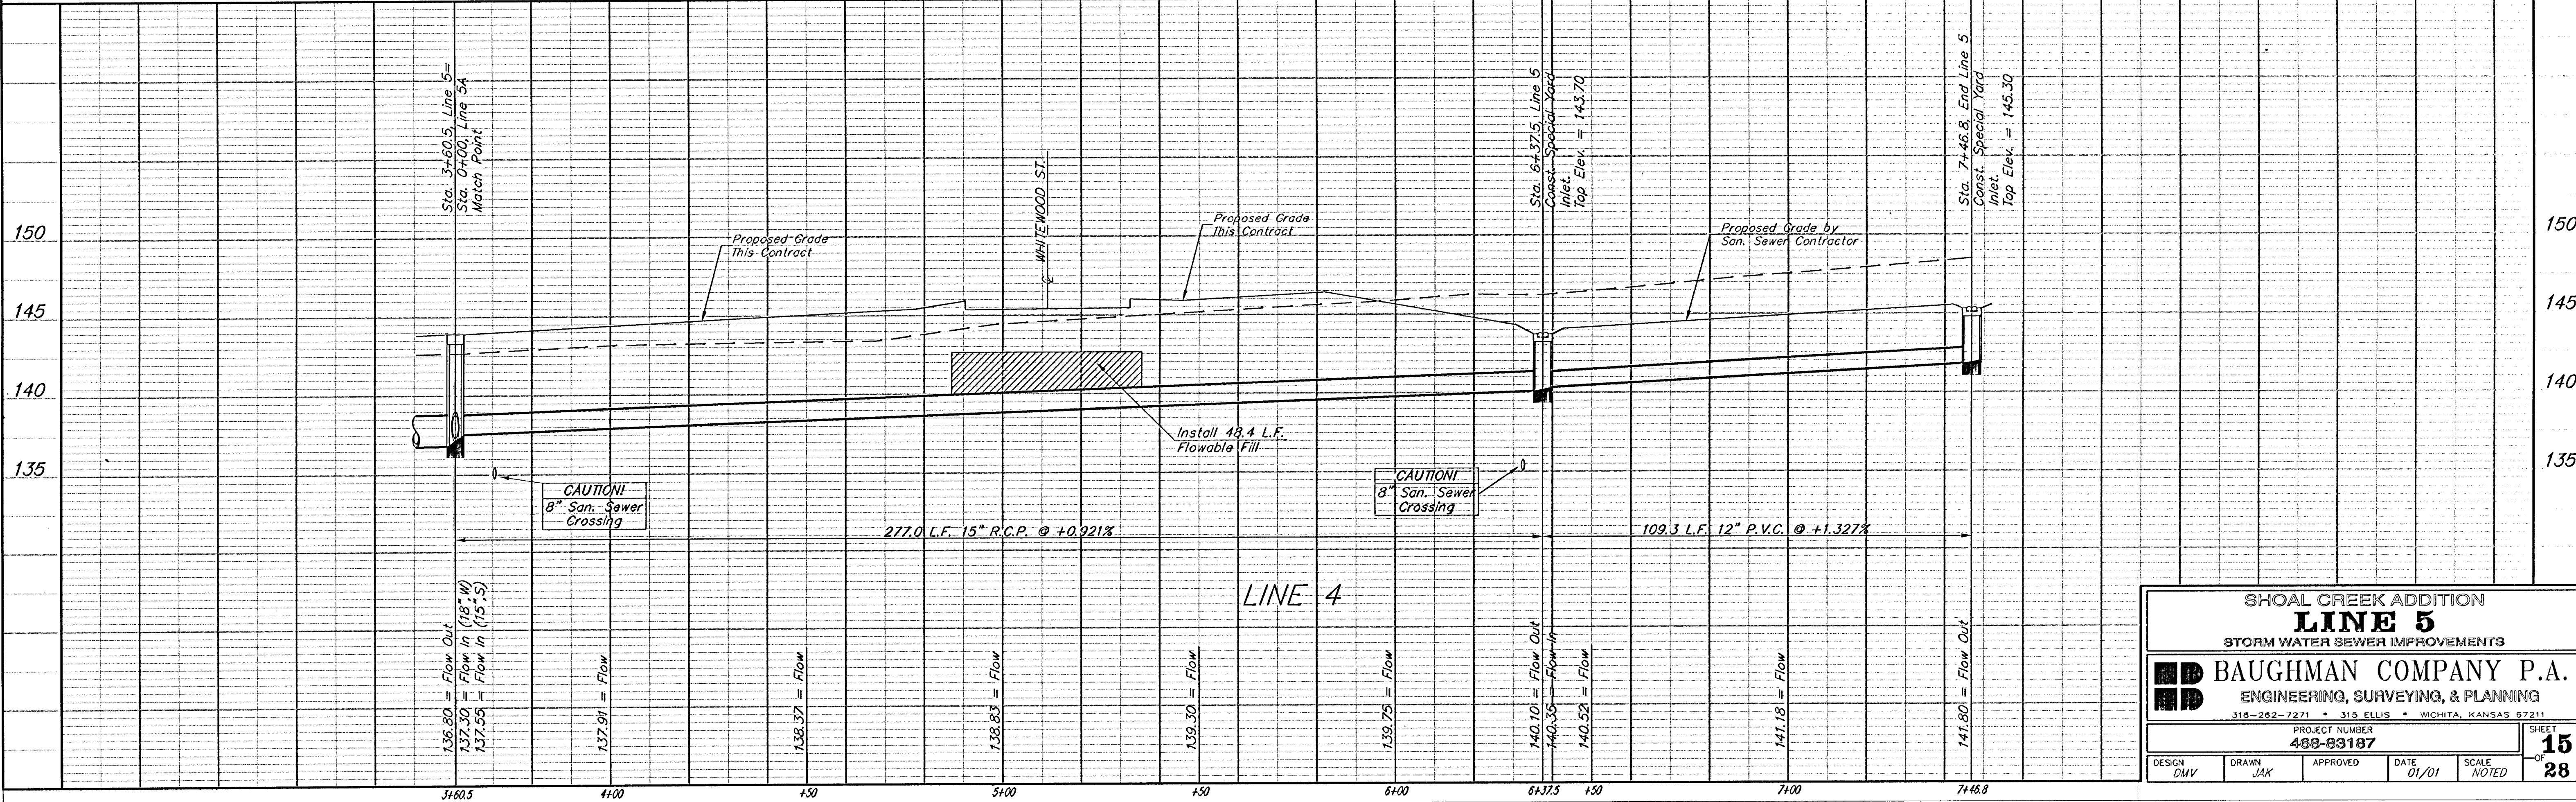 Sta. 3+60.5, Line 5=
Sta. 0+00, Line 5A
Match Point
WHITEWOOD ST.
Sta. 6+37.5, Line 5
Const. Special Yard
Inlet.
Top Elev. = 143.70
Sta. 7+46.8, End Line 5
Const. Special Yard
Inlet.
Top Elev. = 145.30
150
145
140
135
150
145
140
135
Proposed Grade
This Contract
Proposed Grade
This Contract
Proposed Grade by
San. Sewer Contractor
Install 48.4 L.F.
Flowable Fill
CAUTION!
8" San. Sewer
Crossing
CAUTION!
8" San. Sewer
Crossing
277.0 L.F. 15" R.C.P. @ +0.921%
109.3 L.F. 12" P.V.C. @ +1.327%
LINE 4
136.80 = Flow Out
137.30 = Flow In (18", W)
137.55 = Flow In (15", S)
137.91 = Flow
138.37 = Flow
138.83 = Flow
139.30 = Flow
139.75 = Flow
140.10 = Flow Out
140.35 = Flow In
140.52 = Flow
141.18 = Flow
141.80 = Flow Out
3+60.5
4+00
+50
5+00
+50
6+00
6+37.5
+50
7+00
7+46.8
SHOAL CREEK ADDITION
LINE 5
STORM WATER SEWER IMPROVEMENTS
BAUGHMAN COMPANY P.A.
ENGINEERING, SURVEYING, & PLANNING
316-262-7271 • 315 ELLIS • WICHITA, KANSAS 67211
PROJECT NUMBER
468-83187
SHEET
15
OF
28
DESIGN
DMV
DRAWN
JAK
APPROVED
DATE
01/01
SCALE
NOTED